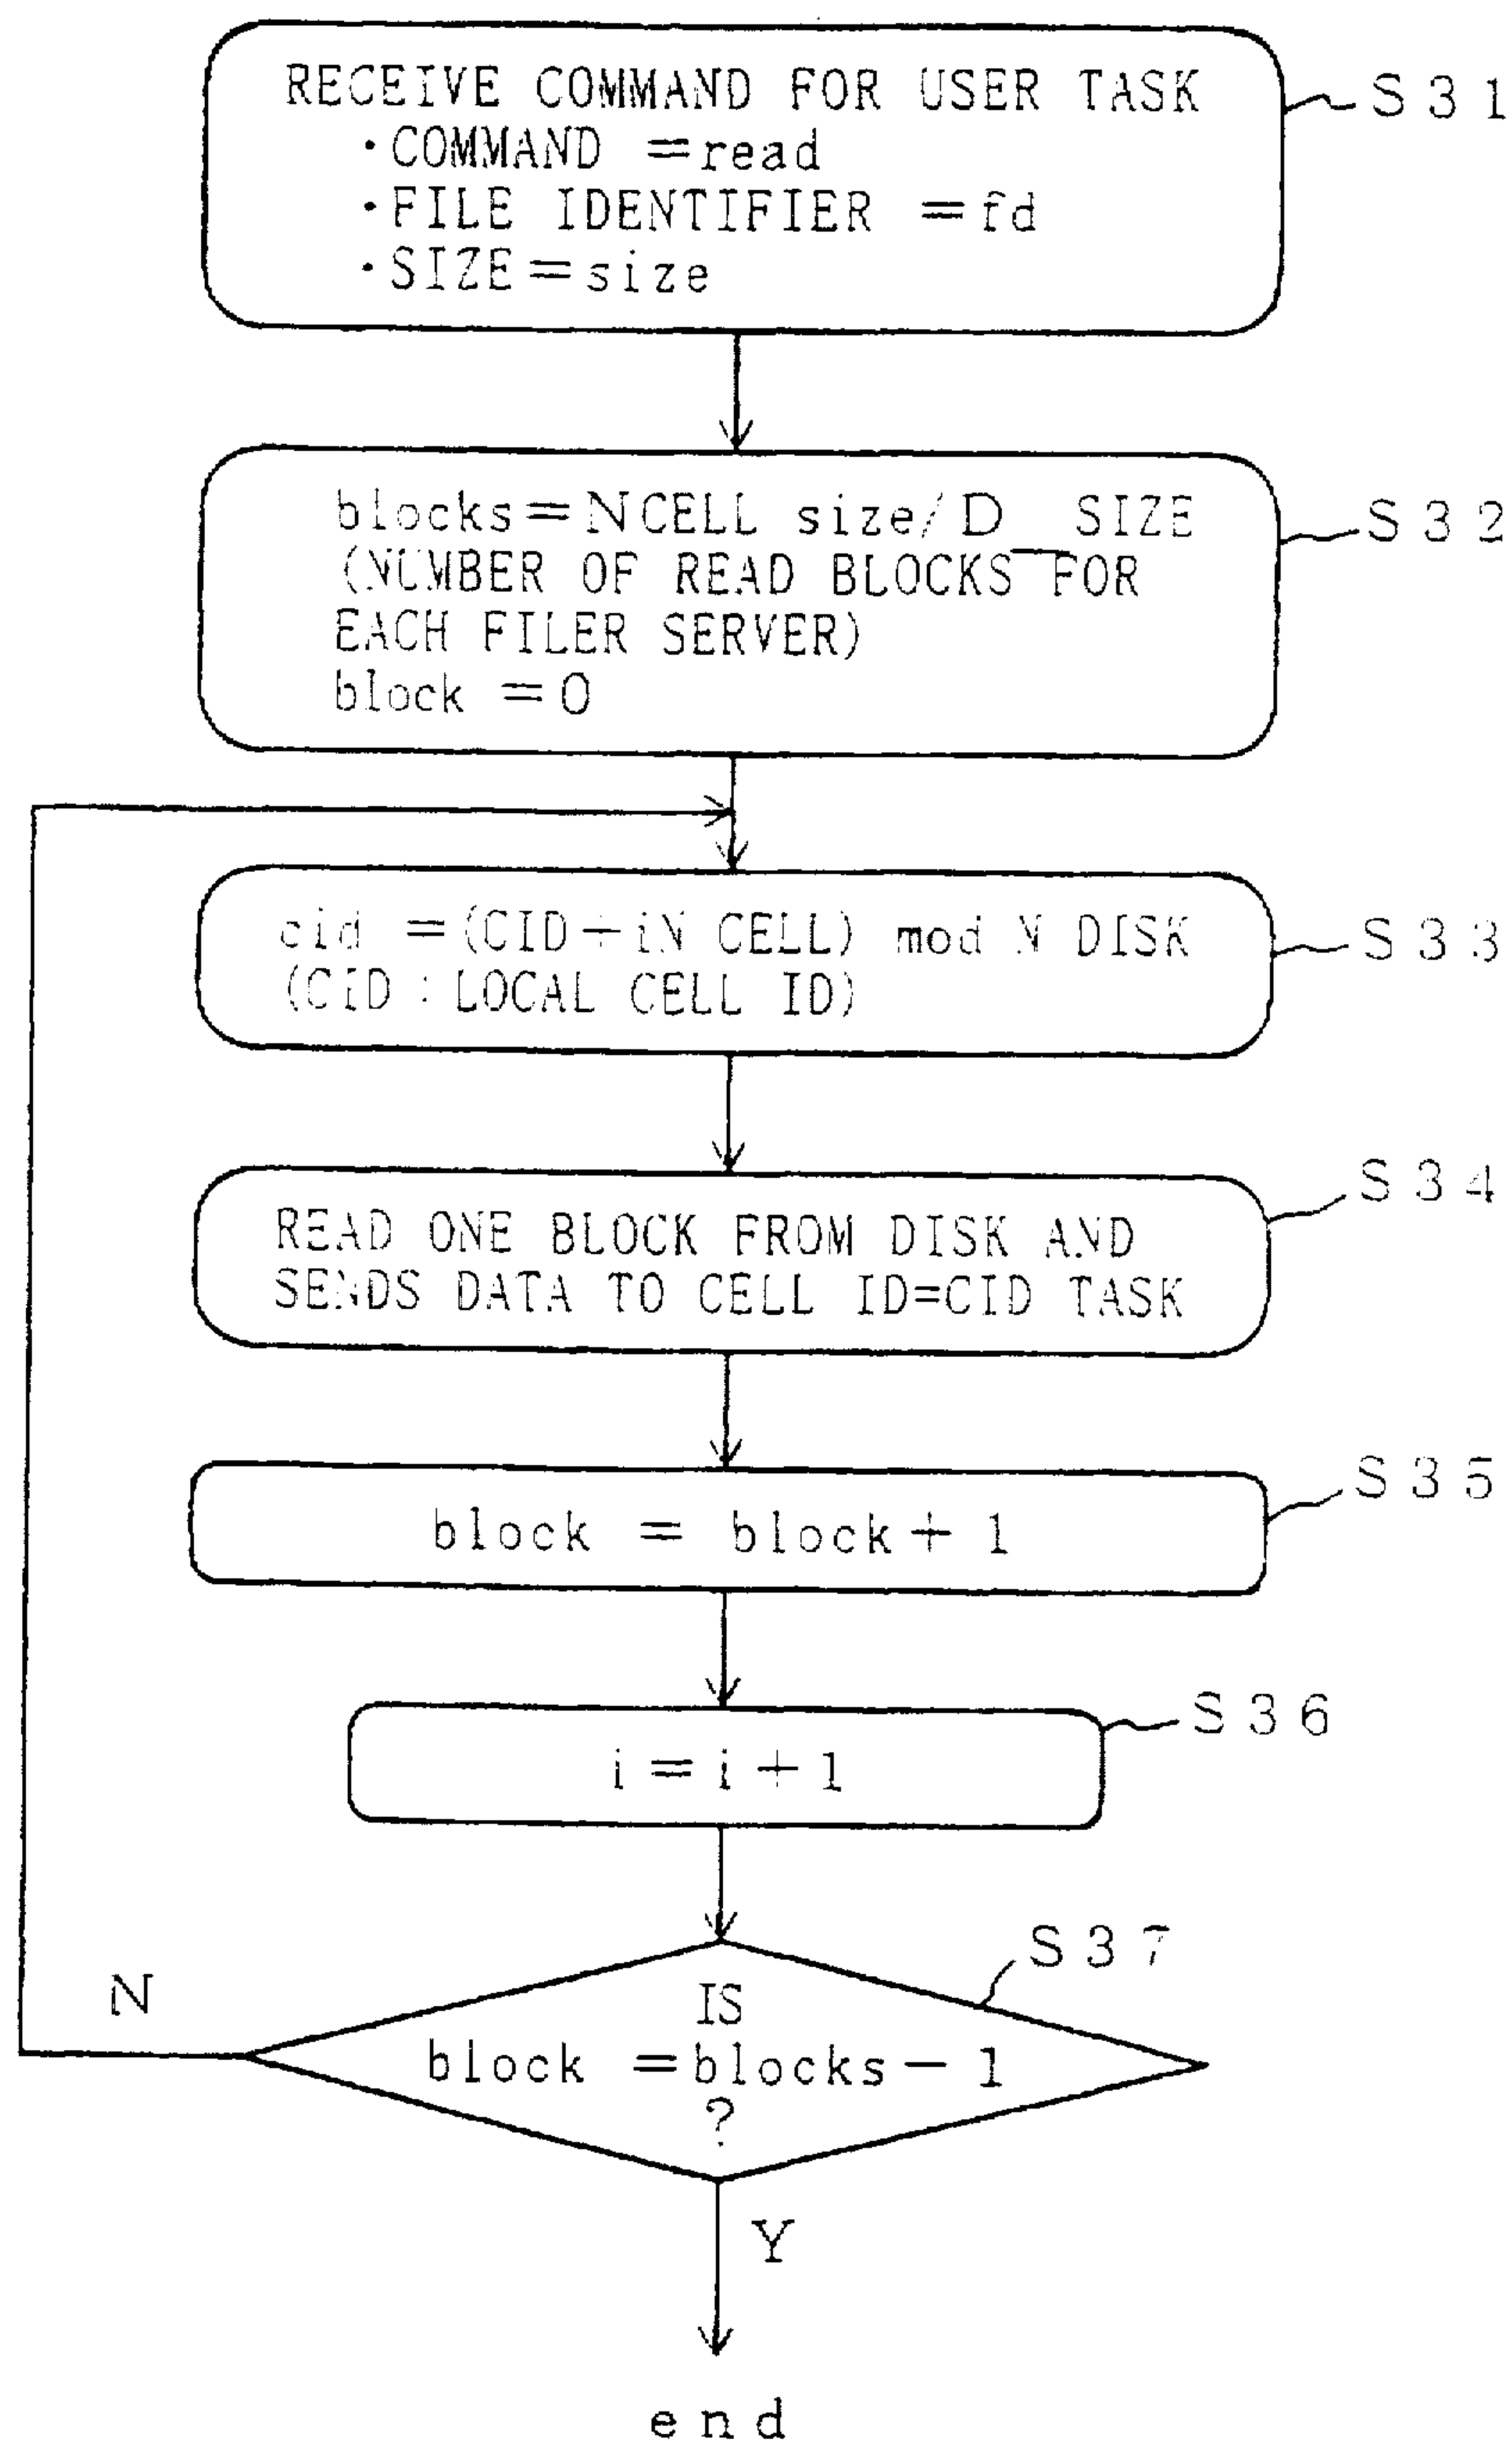 RECEIVE COMMAND FOR USER TASK
·COMMAND =read
·FILE IDENTIFIER =fd
·SIZE=size
S31
blocks=NCELL size/D_SIZE
(NUMBER OF READ BLOCKS FOR
EACH FILER SERVER)
block =0
S32
cid =(CID+iN CELL) mod N DISK
(CID:LOCAL CELL ID)
S33
READ ONE BLOCK FROM DISK AND
SENDS DATA TO CELL ID=CID TASK
S34
block = block+1
S35
i=i+1
S36
IS
block =blocks-1
?
S37
N
Y
end